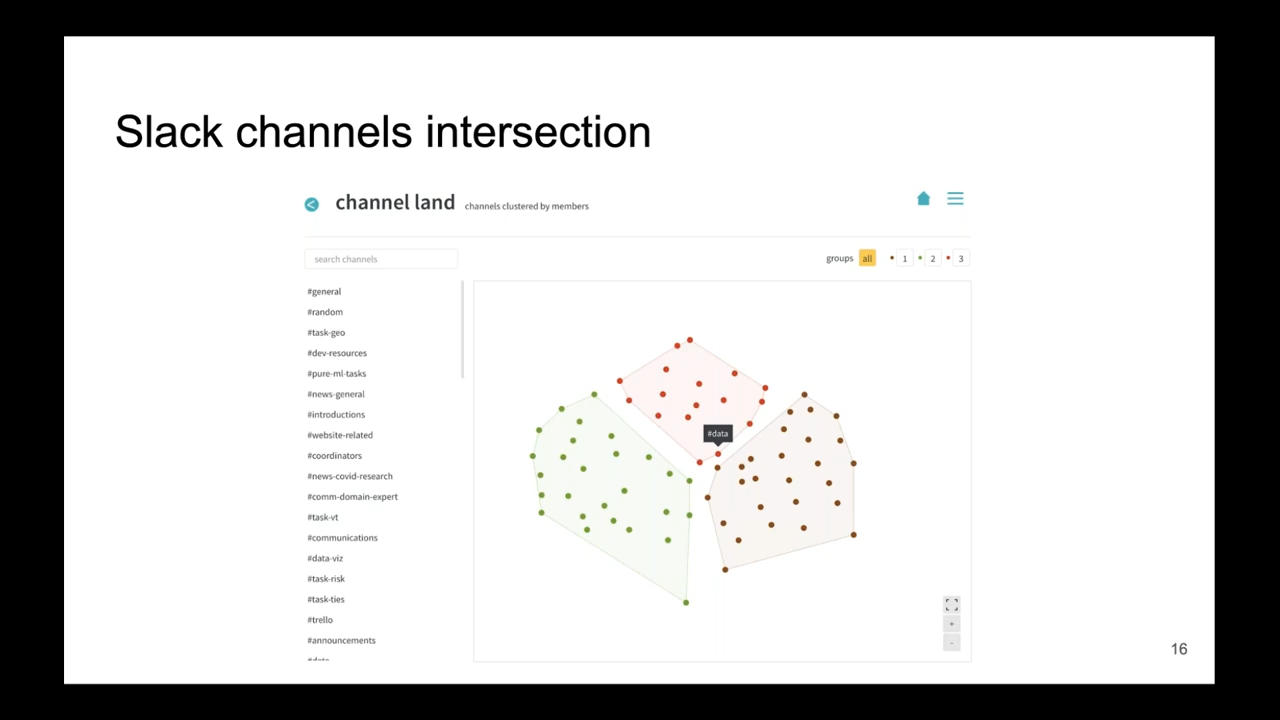 Slack channels intersection
channel land channels clustered by members
search channels
groups all 1 2 3
#general
#random
#task-geo
#dev-resources
#pure-ml-tasks
#news-general
#introductions
#website-related
#coordinators
#news-covid-research
#comm-domain-expert
#task-vt
#communications
#data-viz
#task-risk
#task-ties
#trello
#announcements
#data
+
-
16